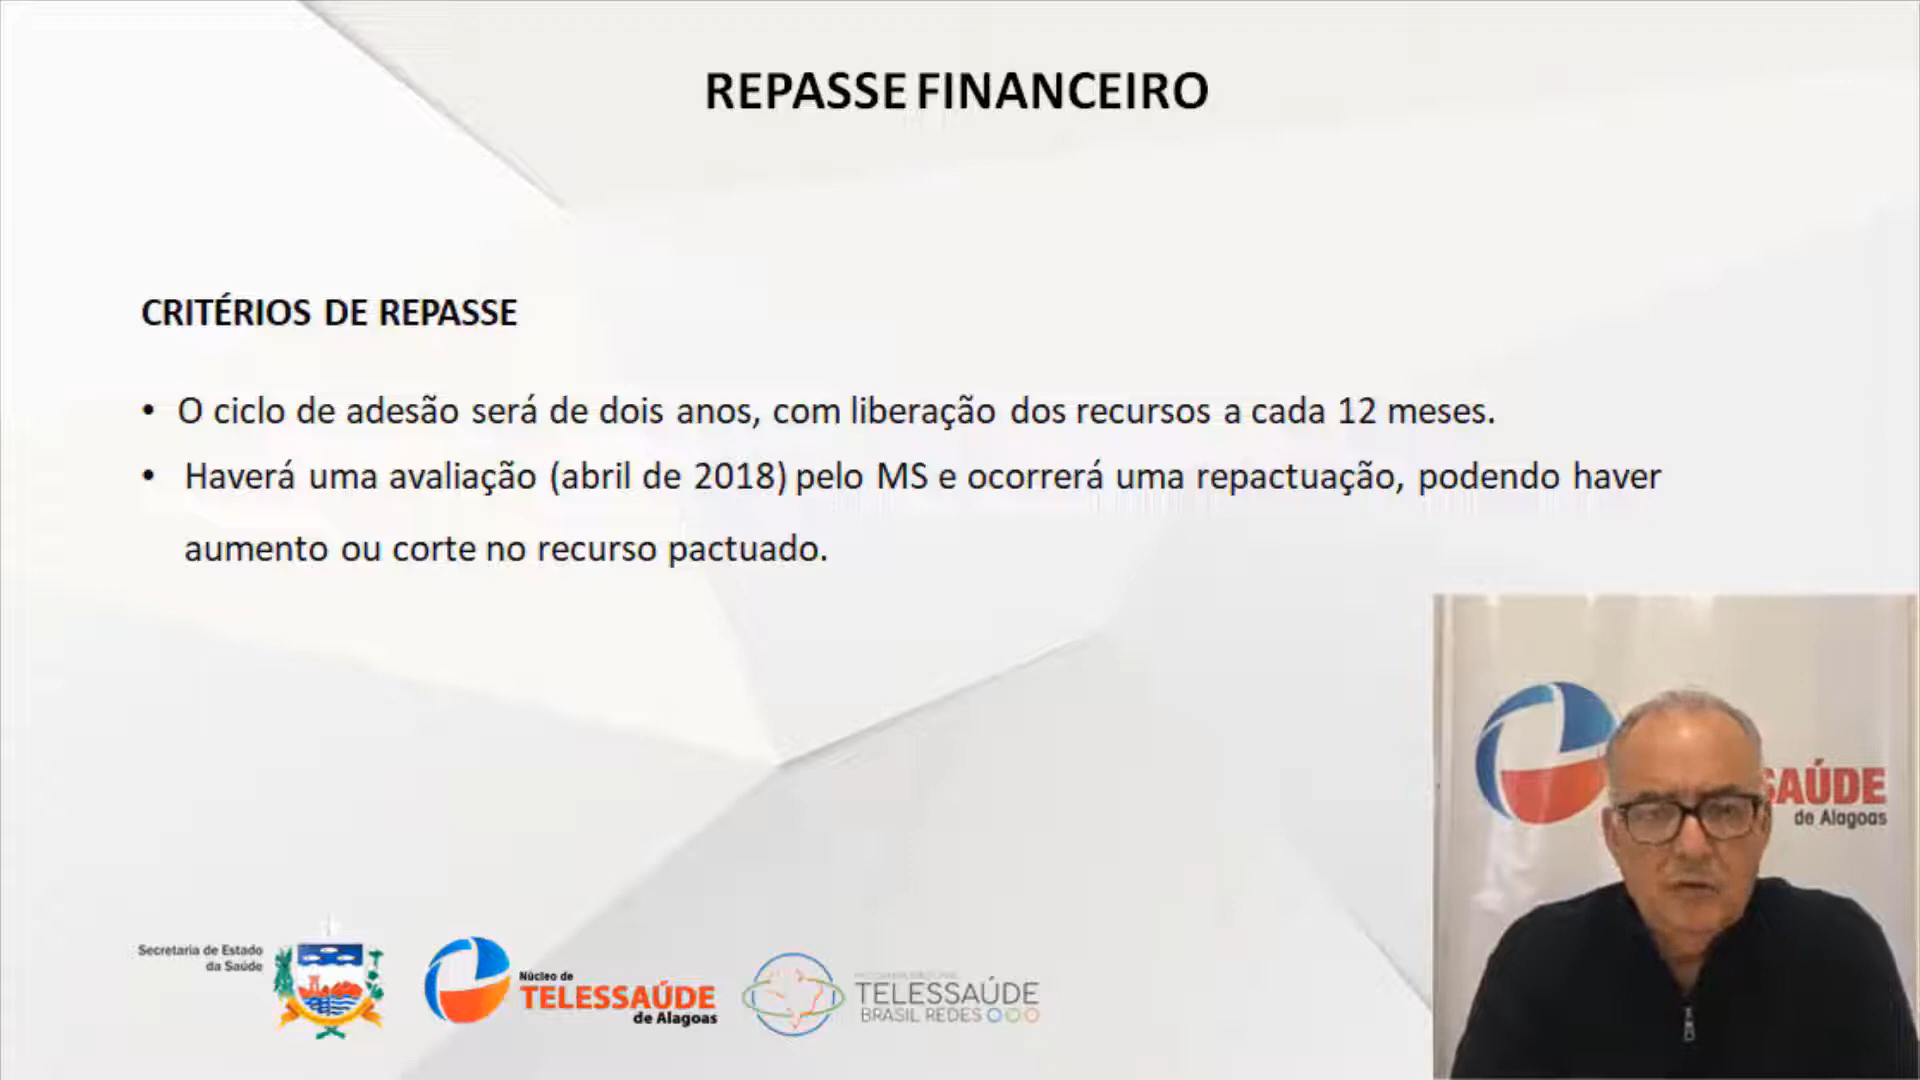 REPASSE FINANCEIRO
CRITÉRIOS DE REPASSE
• O ciclo de adesão será de dois anos, com liberação dos recursos a cada 12 meses.
• Haverá uma avaliação (abril de 2018) pelo MS e ocorrerá uma repactuação, podendo haver
aumento ou corte no recurso pactuado.
SAÚDE
de Alagoas
Secretaria de Estado
da Saúde
Núcleo de
TELESSAÚDE
de Alagoas
TELESSAÚDE
BRASIL REDES